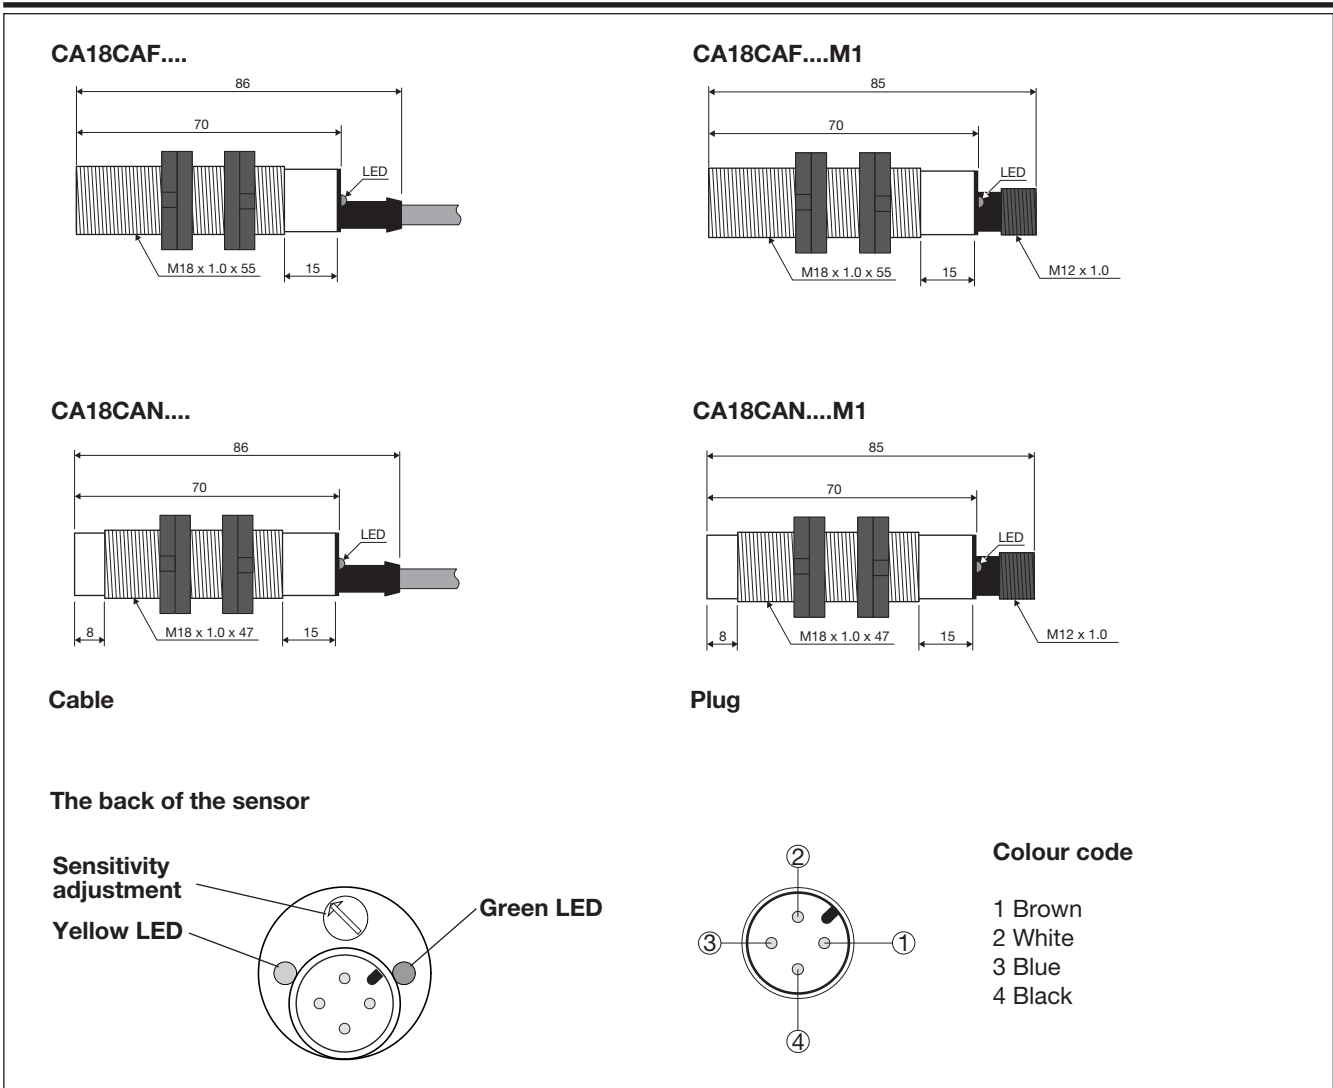 CA18CAF....
86
70
LED
M18 x 1.0 x 55
15
CA18CAF....M1
85
70
LED
M18 x 1.0 x 55
15
M12 x 1.0
CA18CAN....
86
70
LED
8
M18 x 1.0 x 47
15
CA18CAN....M1
85
70
LED
8
M18 x 1.0 x 47
15
M12 x 1.0
Cable
Plug
The back of the sensor
Sensitivity
adjustment
Yellow LED
Green LED
2
3
1
4
Colour code
1 Brown
2 White
3 Blue
4 Black